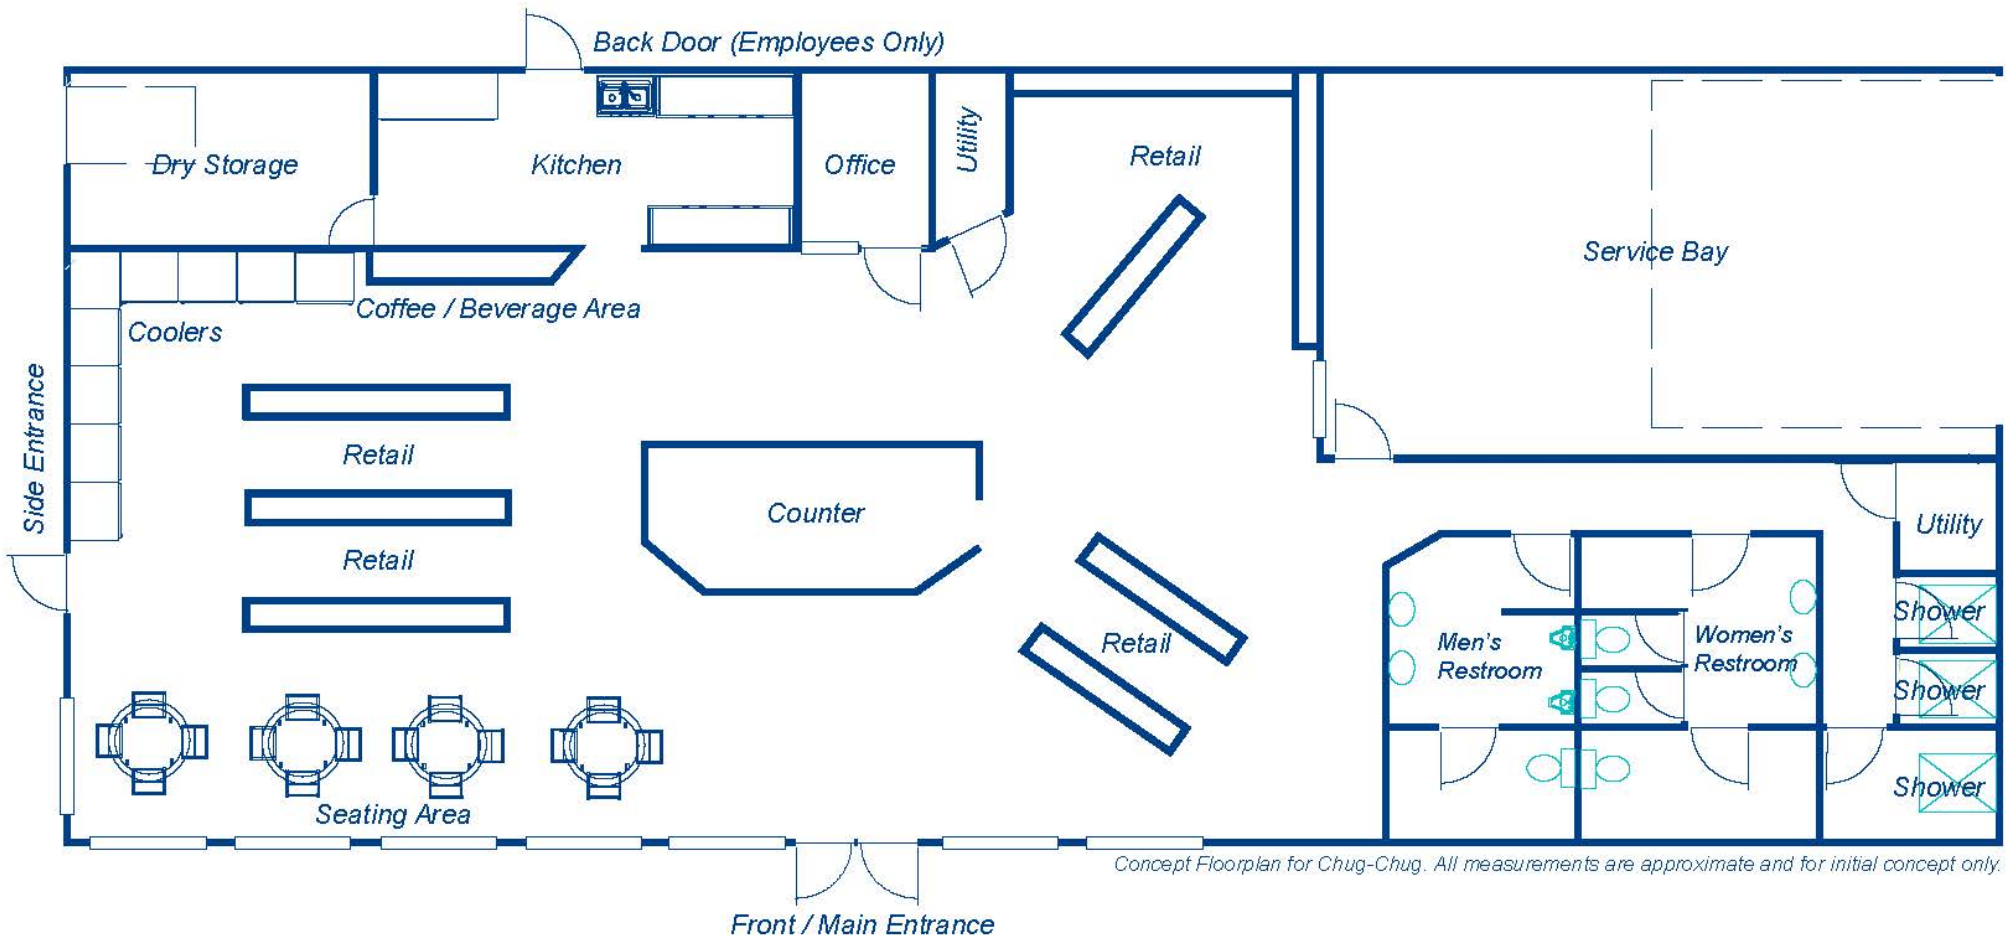 Back Door (Employees Only)
Dry Storage
Kitchen
Office
Utility
Retail
Service Bay
Coffee / Beverage Area
Coolers
Side Entrance
Retail
Counter
Retail
Utility
Shower
Men's
Restroom
Women's
Restroom
Retail
Shower
Shower
Seating Area
Concept Floorplan for Chug-Chug. All measurements are approximate and for initial concept only.
Front / Main Entrance